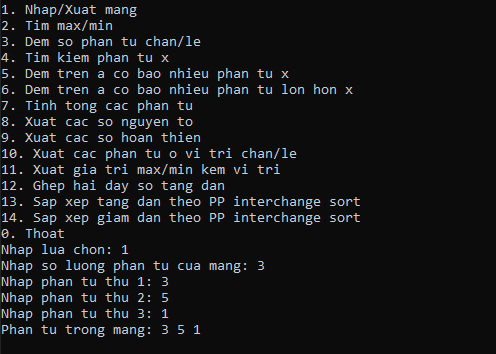 1. Nhap/Xuat mang
2. Tim max/min
3. Dem so phan tu chan/le
4. Tim kiem phan tu x
5. Dem tren a co bao nhieu phan tu x
6. Dem tren a co bao nhieu phan tu lon hon x
7. Tinh tong cac phan tu
8. Xuat cac so nguyen to
9. Xuat cac so hoan thien
10. Xuat cac phan tu o vi tri chan/le
11. Xuat gia tri max/min kem vi tri
12. Ghep hai day so tang dan
13. Sap xep tang dan theo PP interchange sort
14. Sap xep giam dan theo PP interchange sort
0. Thoat
Nhap lua chon: 1
Nhap so luong phan tu cua mang: 3
Nhap phan tu thu 1: 3
Nhap phan tu thu 2: 5
Nhap phan tu thu 3: 1
Phan tu trong mang: 3 5 1